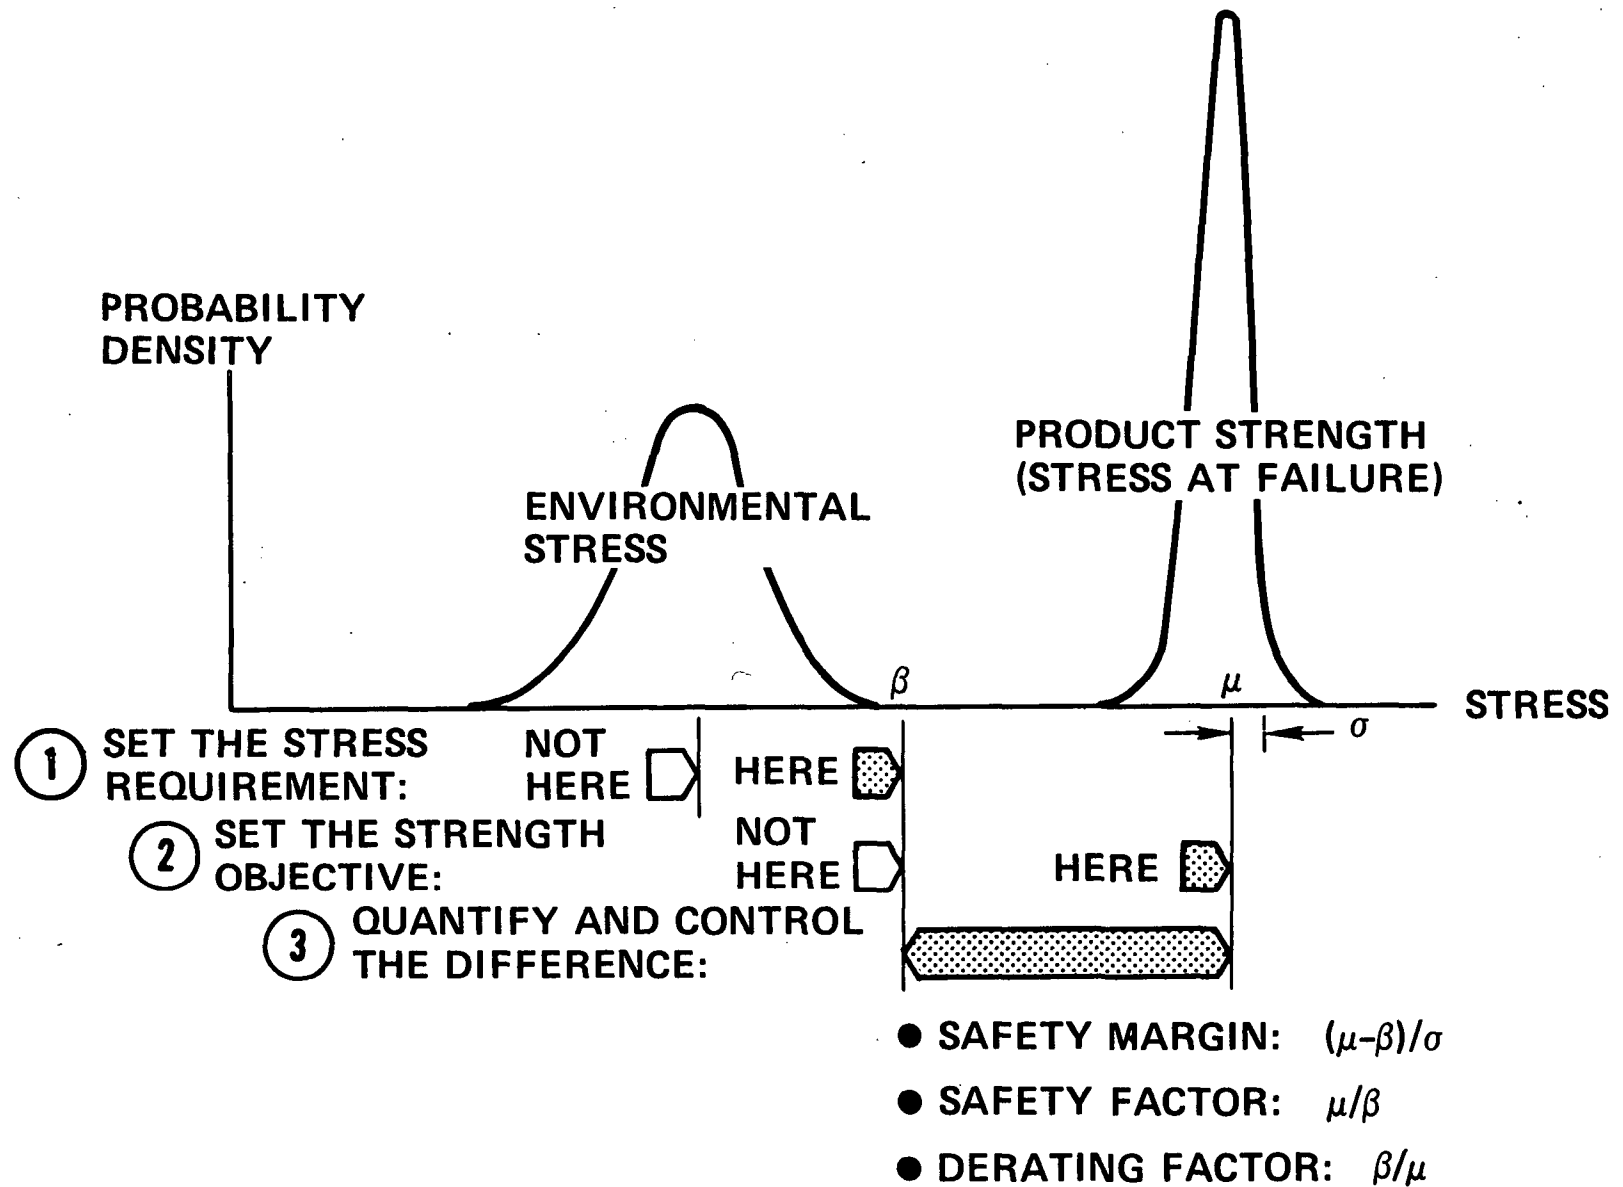 PROBABILITY
DENSITY
PRODUCT STRENGTH
(STRESS AT FAILURE)
ENVIRONMENTAL
STRESS
β
μ
STRESS
σ
1 SET THE STRESS
REQUIREMENT:
NOT
HERE
HERE
2 SET THE STRENGTH
OBJECTIVE:
NOT
HERE
HERE
3 QUANTIFY AND CONTROL
THE DIFFERENCE:
● SAFETY MARGIN: (μ–β)/σ
● SAFETY FACTOR: μ/β
● DERATING FACTOR: β/μ